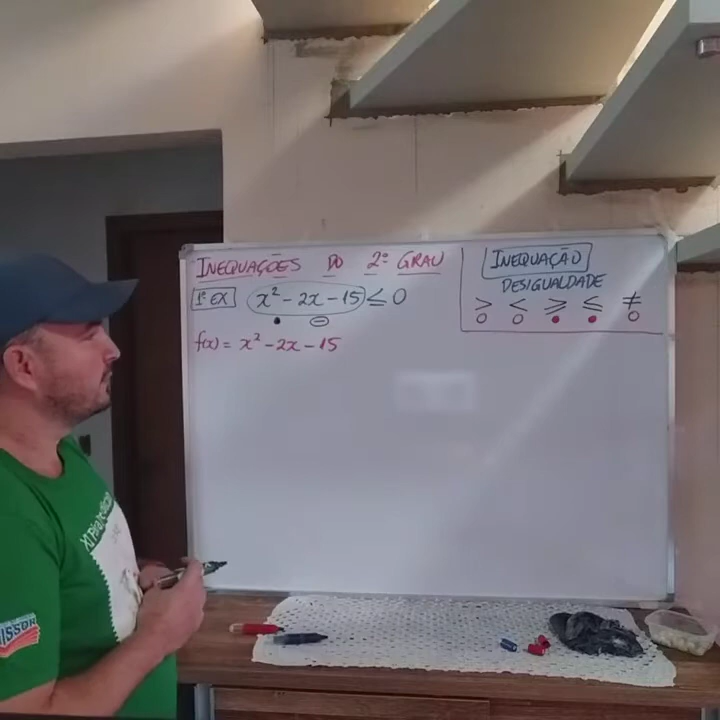 INEQUAÇÕES DO 2º GRAU
1º EX x² - 2x - 15 ≤ 0
f(x) = x² - 2x - 15
INEQUAÇÃO
DESIGUALDADE
> < ≥ ≤ ≠